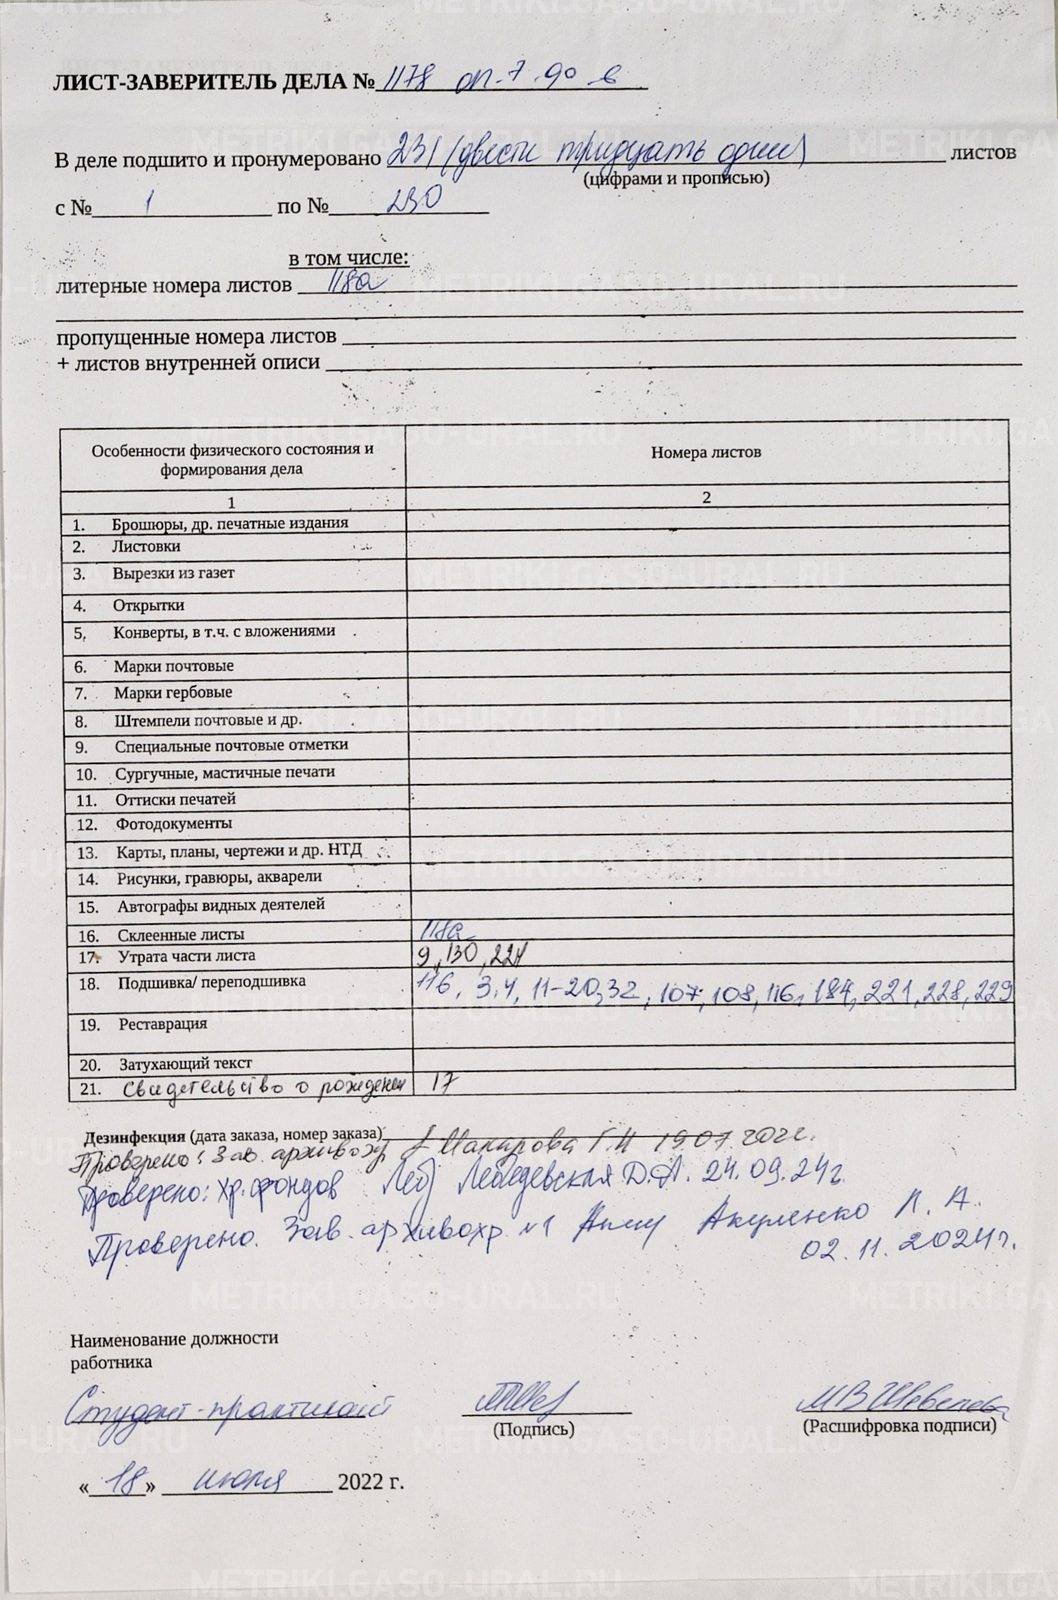 ЛИСТ-ЗАВЕРИТЕЛЬ ДЕЛА № 1178 оп. 7
В деле подшито и пронумеровано 231 (двести тридцать один) листов
(цифрами и прописью)
с № 1 по № 230
в том числе:
литерные номера листов 118а
пропущенные номера листов
+ листов внутренней описи
Особенности физического состояния и формирования дела Номера листов
1 2
1. Брошюры, др. печатные издания
2. Листовки
3. Вырезки из газет
4. Открытки
5. Конверты, в т.ч. с вложениями
6. Марки почтовые
7. Марки гербовые
8. Штемпели почтовые и др.
9. Специальные почтовые отметки
10. Сургучные, мастичные печати
11. Оттиски печатей
12. Фотодокументы
13. Карты, планы, чертежи и др. НТД
14. Рисунки, гравюры, акварели
15. Автографы видных деятелей
16. Склеенные листы 118а
17. Утрата части листа 9, 130, 224
18. Подшивка/ переподшивка 116, 3, 4, 11-20, 32, 107, 108, 116, 184, 221, 228, 229
19. Реставрация
20. Затухающий текст
21. Свидетельство о рождении 17
Дезинфекция (дата заказа, номер заказа)
Проверено: Зав. архивохр 19.07.2022г.
Проверено: хр. фондов Леб Лебедевская Д.А. 24.09.24г.
Проверено. Зав. архивохр. №1 Акуленко Л. А.
02.11.2024г.
Наименование должности
работника
Студент-практикант МВ Шевелева
(Подпись) (Расшифровка подписи)
« 18 » июля 2022 г.
METRIKI.GASO-URAL.RU